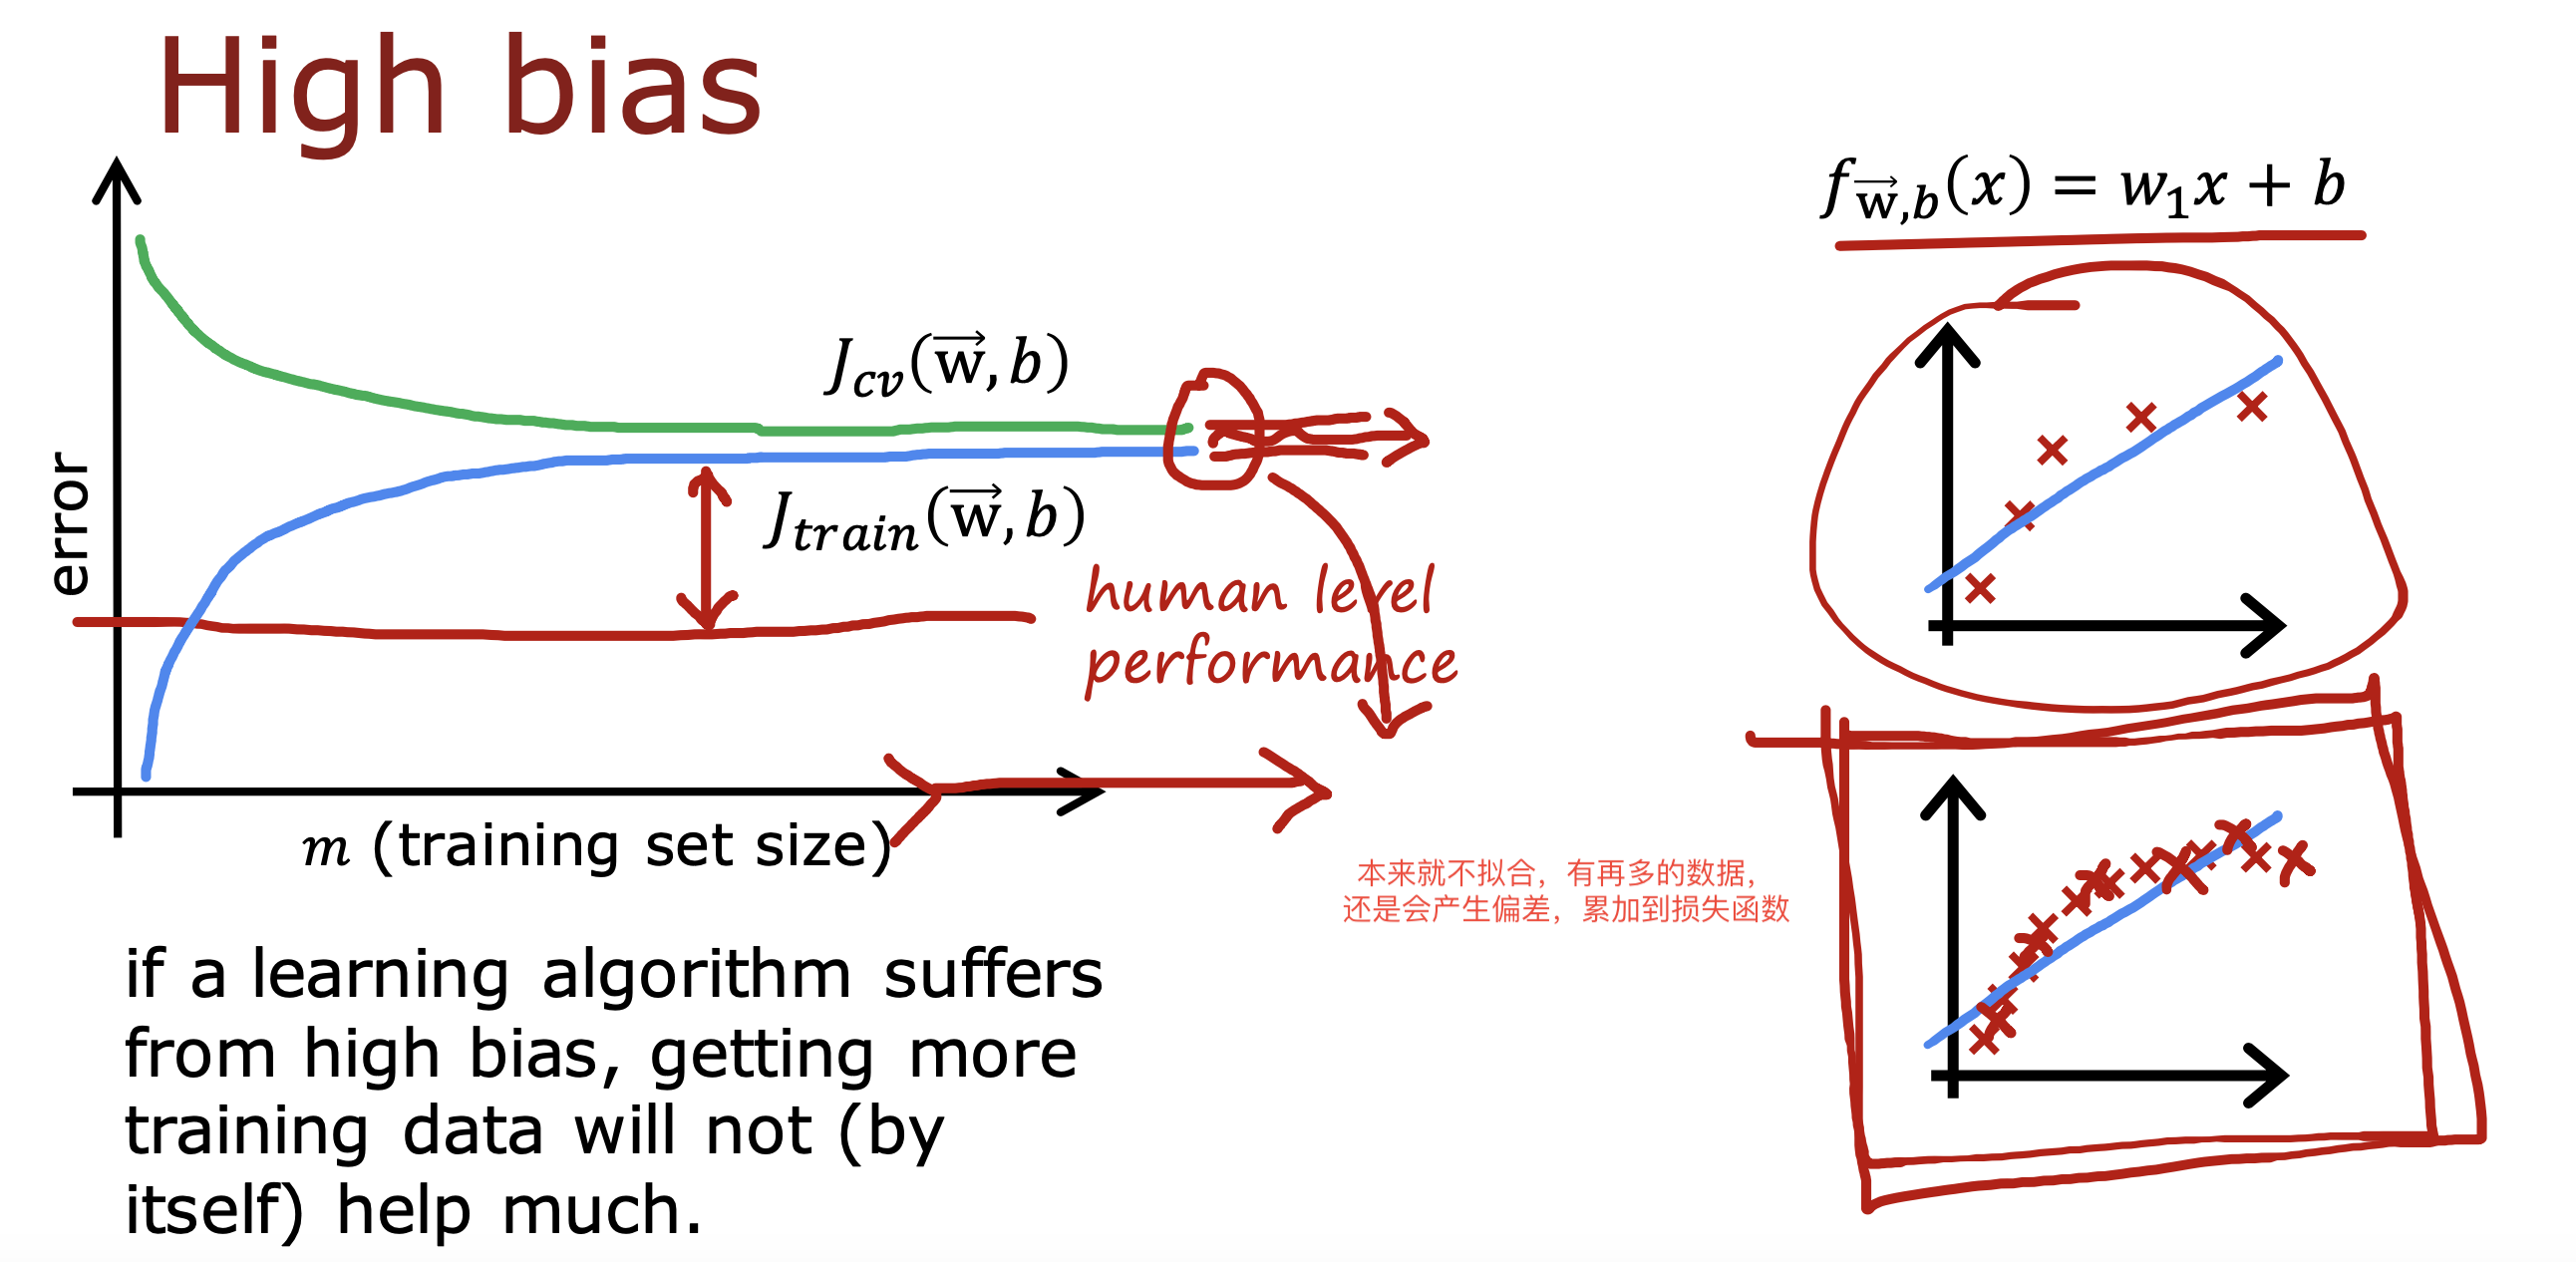 High bias
f_{\vec{w},b}(x) = w_1x + b
J_{cv}(\vec{w}, b)
J_{train}(\vec{w}, b)
error
human level
performance
m (training set size)
本来就不拟合，有再多的数据，
还是会产生偏差，累加到损失函数
if a learning algorithm suffers
from high bias, getting more
training data will not (by
itself) help much.